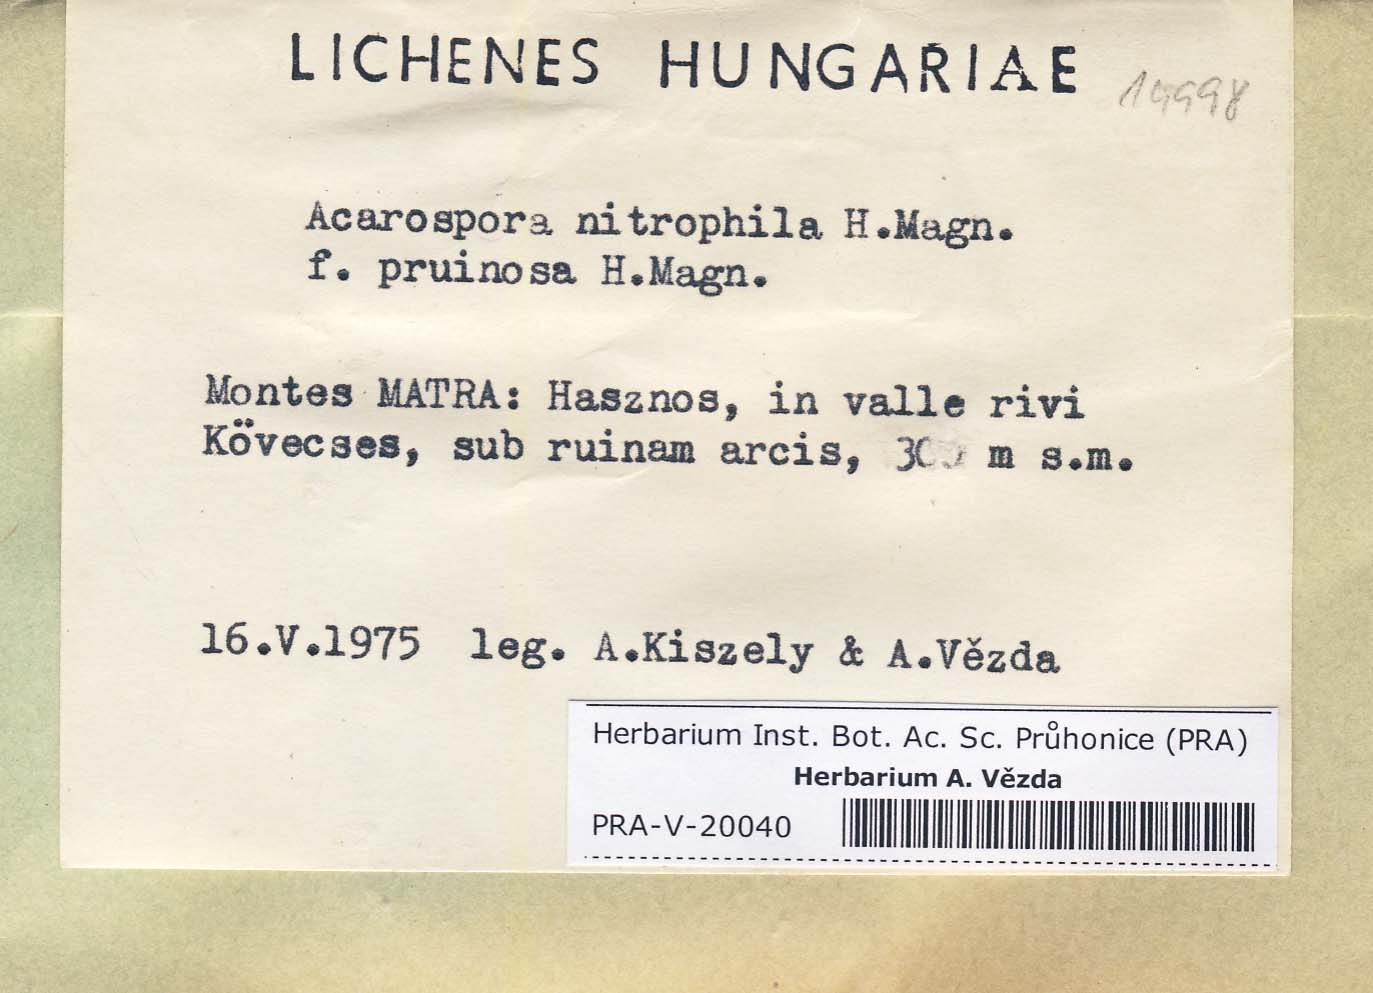 LICHENES HUNGARIAE
Acarospora nitrophila H.Magn.
f. pruinosa H.Magn.
Montes MATRA: Hasznos, in valle rivi
Kövecses, sub ruinam arcis, m s.m.
16.V.1975 leg. A.Kiszely & A.Vězda
Herbarium Inst. Bot. Ac. Sc. Průhonice (PRA)
Herbarium A. Vězda
PRA-V-20040